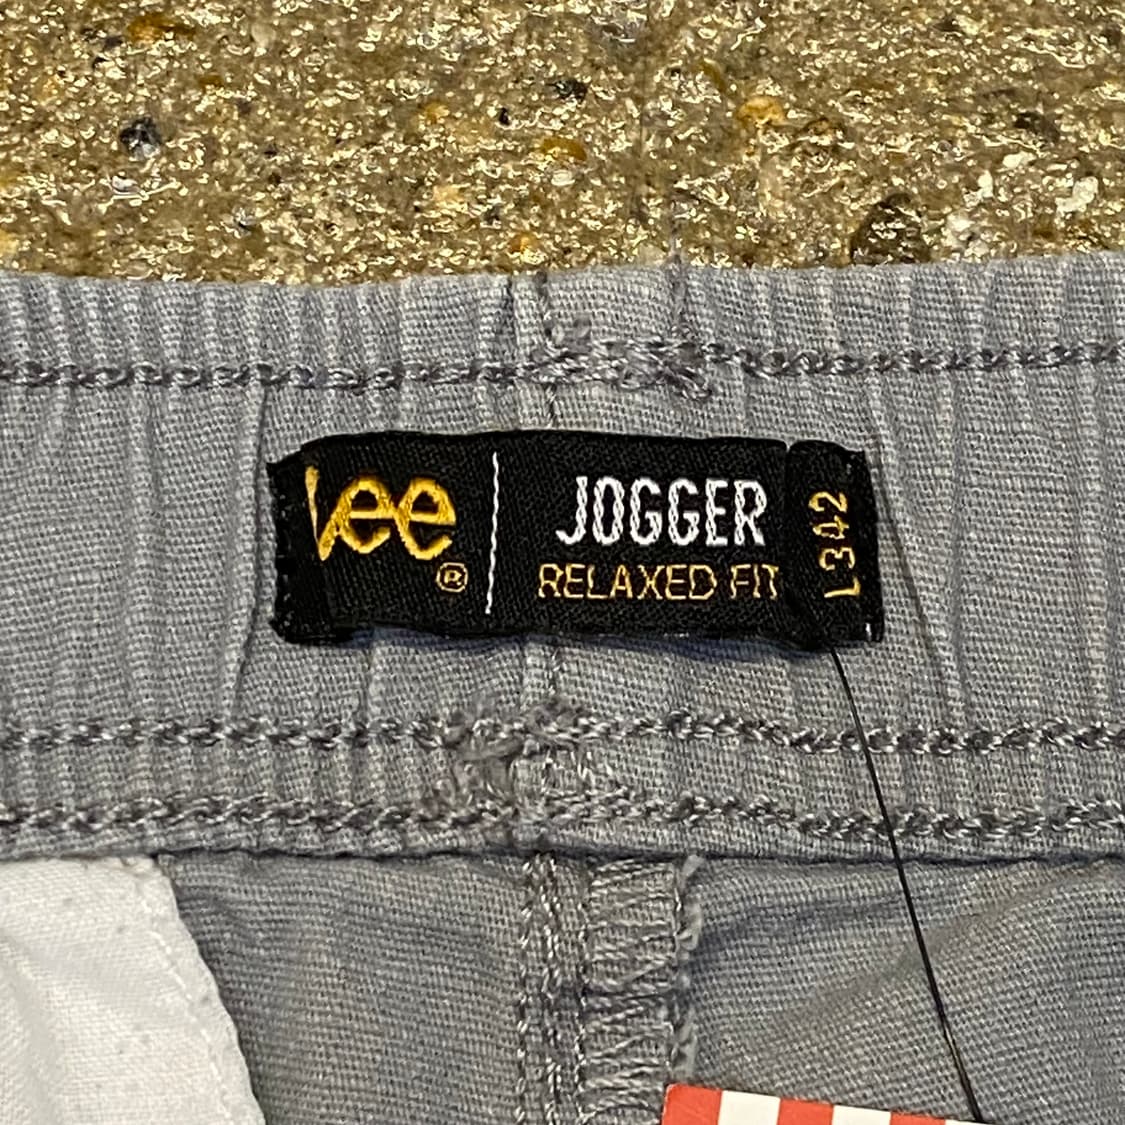 Lee
®
JOGGER
RELAXED FIT
L342